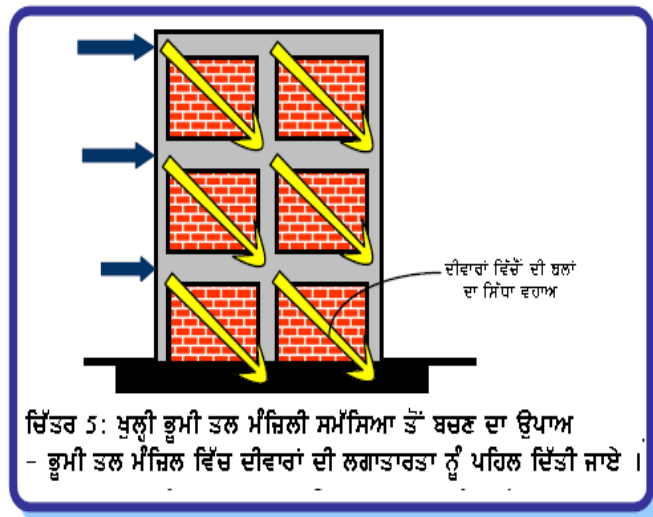 ਦੀਵਾਰਾਂ ਵਿੱਚੋਂ ਦੀ ਬਲਾਂ
ਦਾ ਸਿੱਧਾ ਵਹਾਅ
ਚਿੱਤਰ 5: ਖੁਲ੍ਹੀ ਭੂਮੀ ਤਲ ਮੰਜ਼ਿਲੀ ਸਮੱਸਿਆ ਤੋਂ ਬਚਣ ਦਾ ਉਪਾਅ
- ਭੂਮੀ ਤਲ ਮੰਜ਼ਿਲ ਵਿੱਚ ਦੀਵਾਰਾਂ ਦੀ ਲਗਾਤਾਰਤਾ ਨੂੰ ਪਹਿਲ ਦਿੱਤੀ ਜਾਏ ।